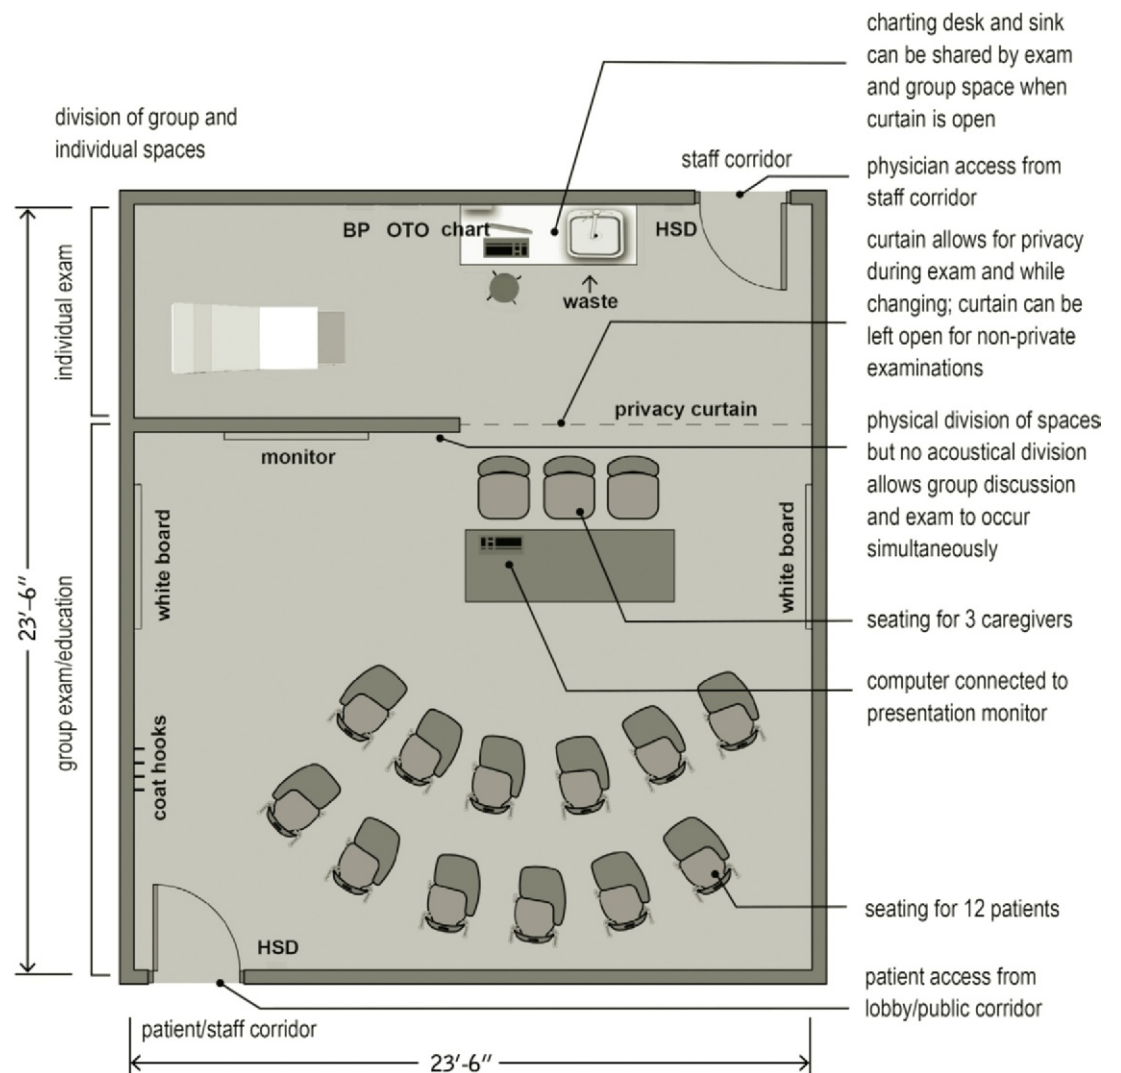 charting desk and sink
can be shared by exam
and group space when
curtain is open
division of group and
individual spaces
staff corridor
physician access from
staff corridor
BP OTO chart
HSD
waste
curtain allows for privacy
during exam and while
changing; curtain can be
left open for non-private
examinations
individual exam
privacy curtain
physical division of spaces
but no acoustical division
allows group discussion
and exam to occur
simultaneously
monitor
white board
white board
23'–6"
group exam/education
seating for 3 caregivers
computer connected to
presentation monitor
coat hooks
seating for 12 patients
HSD
patient access from
lobby/public corridor
patient/staff corridor
23'-6"